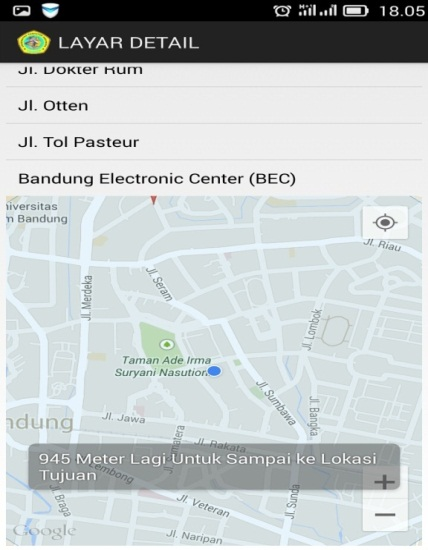 18.05
LAYAR DETAIL
Jl. Dokter Rum
Jl. Otten
Jl. Tol Pasteur
Bandung Electronic Center (BEC)
niversitas
m Bandung
Jl. Riau
Jl. Merdeka
Jl. Seram
Jl. Lombok
Taman Ade Irma
Suryani Nasution
Jl. Sumbawa
Jl. Bangka
Jl. Jawa
ndung
matera
Jl. Rakata
945 Meter Lagi Untuk Sampai ke Lokasi
Tujuan
Lembong
Jl. Braga
Jl. Veteran
Jl. Sunda
Google
Jl. Naripan